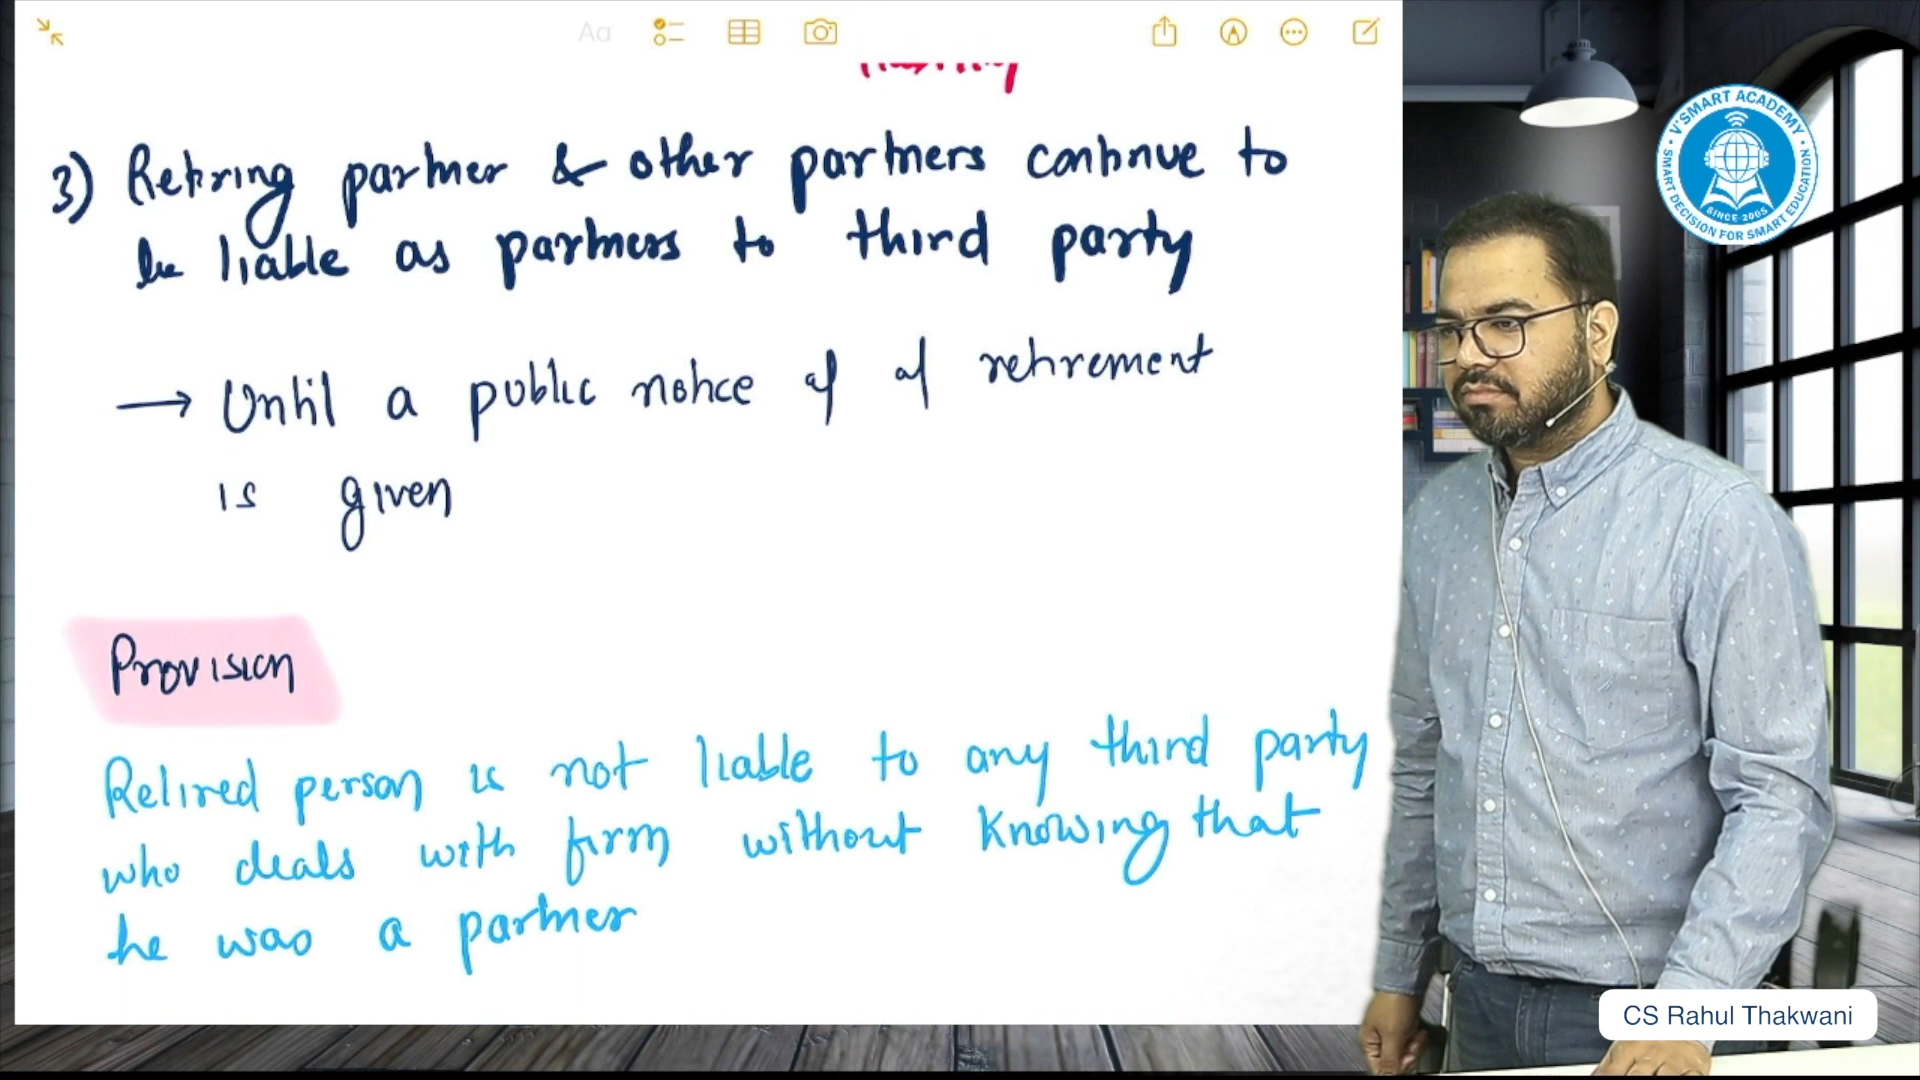 Aa
3) Retiring partner & other partners continue to
be liable as partners to third party
→ Until a public notice of of retirement
is given
Provision
Retired person is not liable to any third party
who deals with firm without knowing that
he was a partner
V'SMART ACADEMY
SINCE-2005
SMART DECISION FOR SMART EDUCATION
CS Rahul Thakwani